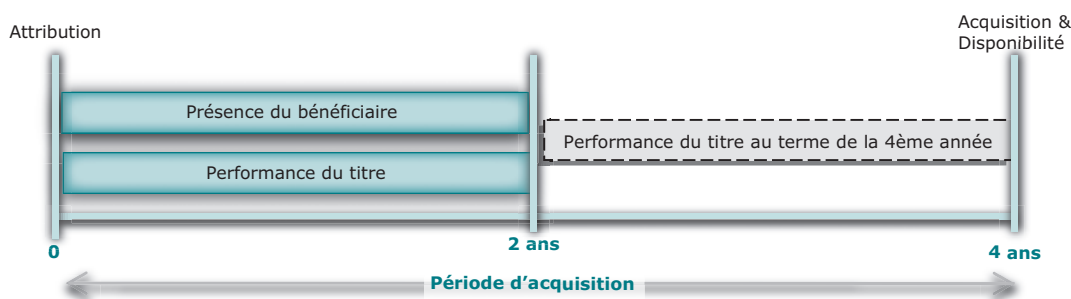 Attribution
Acquisition &
Disponibilité
Présence du bénéficiaire
Performance du titre au terme de la 4ème année
Performance du titre
0
2 ans
4 ans
Période d'acquisition